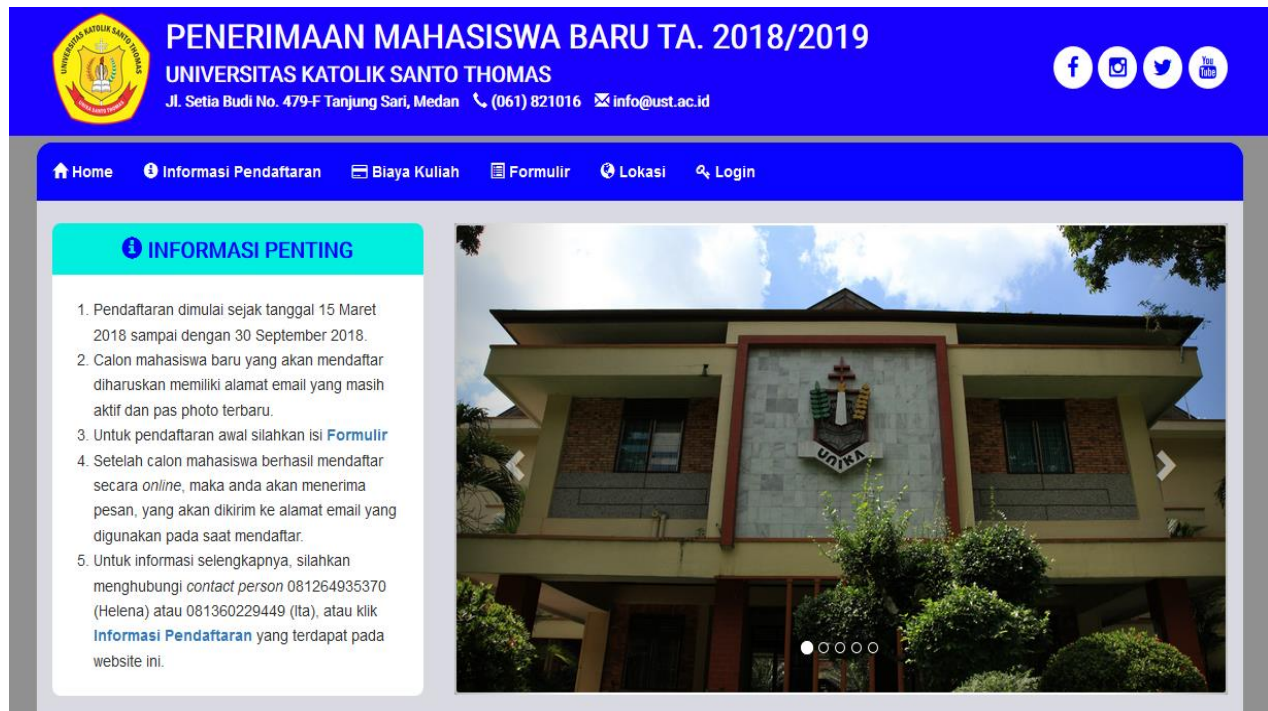 UNIVERSITAS KATOLIK SANTO THOMAS
PENERIMAAN MAHASISWA BARU TA. 2018/2019
UNIVERSITAS KATOLIK SANTO THOMAS
Jl. Setia Budi No. 479-F Tanjung Sari, Medan (061) 821016 info@ust.ac.id
You
Tube
Home Informasi Pendaftaran Biaya Kuliah Formulir Lokasi Login
INFORMASI PENTING
1. Pendaftaran dimulai sejak tanggal 15 Maret
2018 sampai dengan 30 September 2018.
2. Calon mahasiswa baru yang akan mendaftar
diharuskan memiliki alamat email yang masih
aktif dan pas photo terbaru.
3. Untuk pendaftaran awal silahkan isi Formulir
4. Setelah calon mahasiswa berhasil mendaftar
secara online, maka anda akan menerima
pesan, yang akan dikirim ke alamat email yang
digunakan pada saat mendaftar.
5. Untuk informasi selengkapnya, silahkan
menghubungi contact person 081264935370
(Helena) atau 081360229449 (Ita), atau klik
Informasi Pendaftaran yang terdapat pada
website ini.
UNIKA